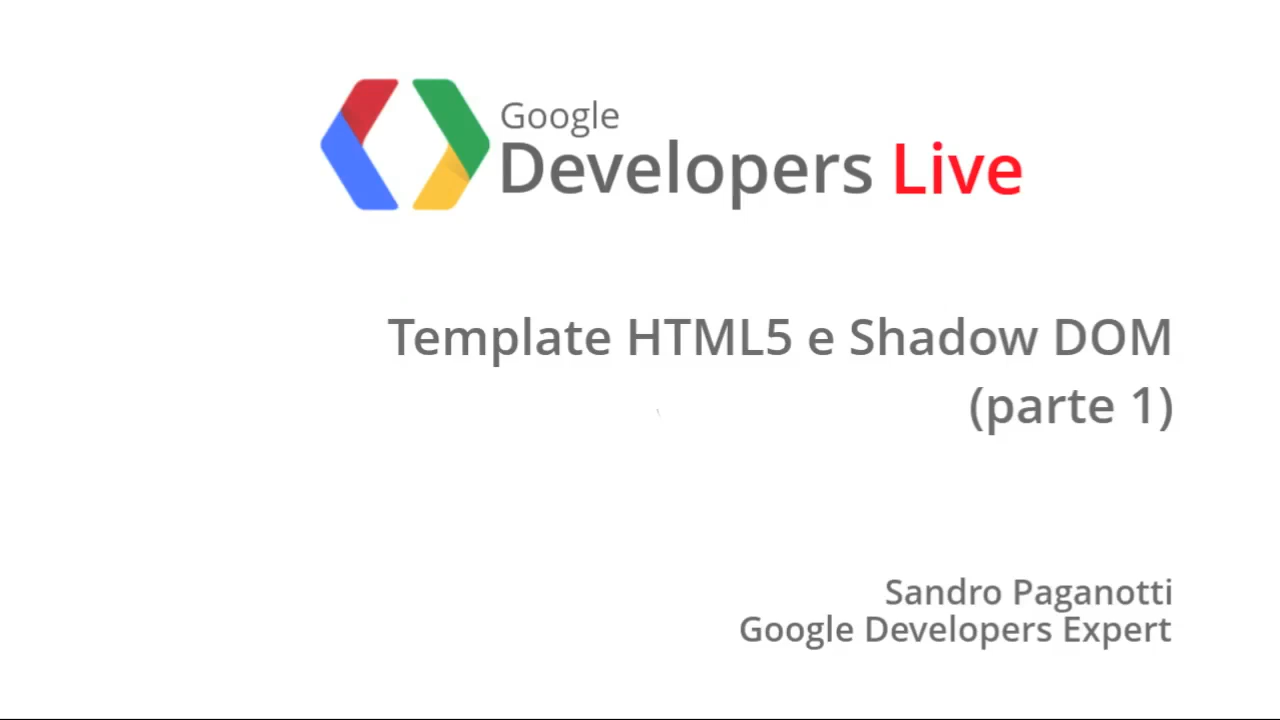 Google
Developers Live
Template HTML5 e Shadow DOM
(parte 1)
Sandro Paganotti
Google Developers Expert